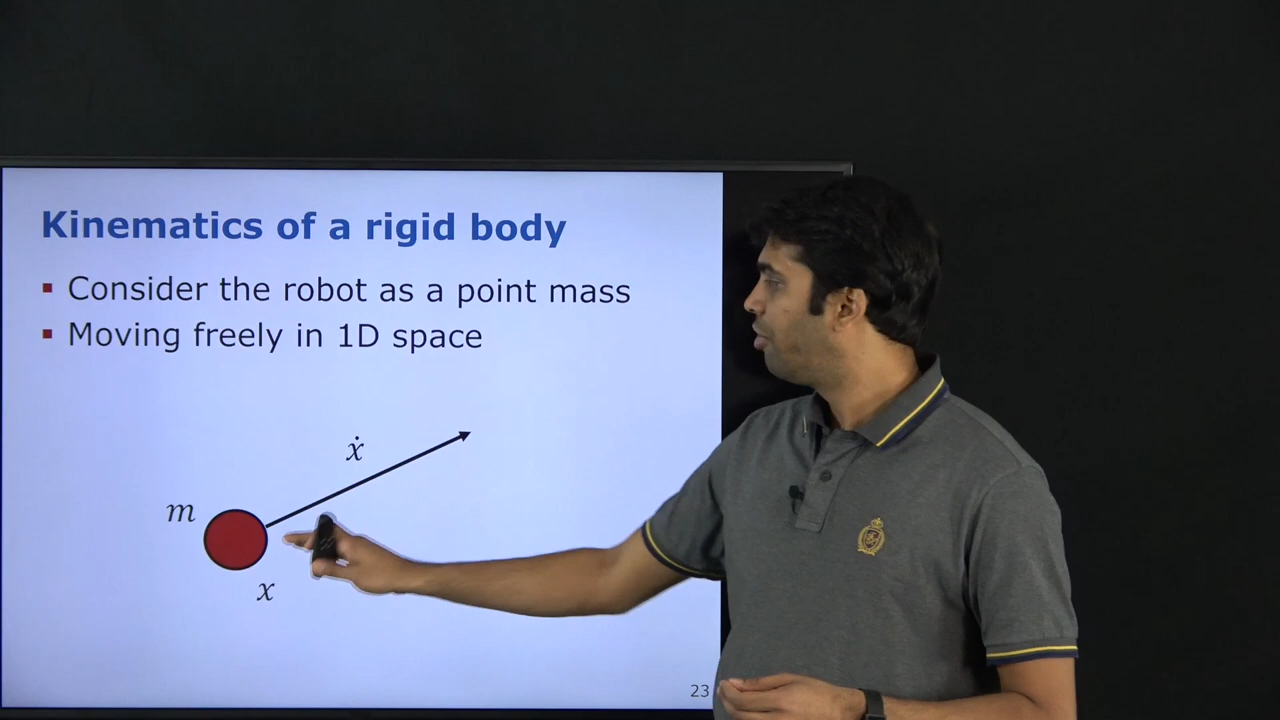 Kinematics of a rigid body
Consider the robot as a point mass
Moving freely in 1D space
ẋ
m
x
23